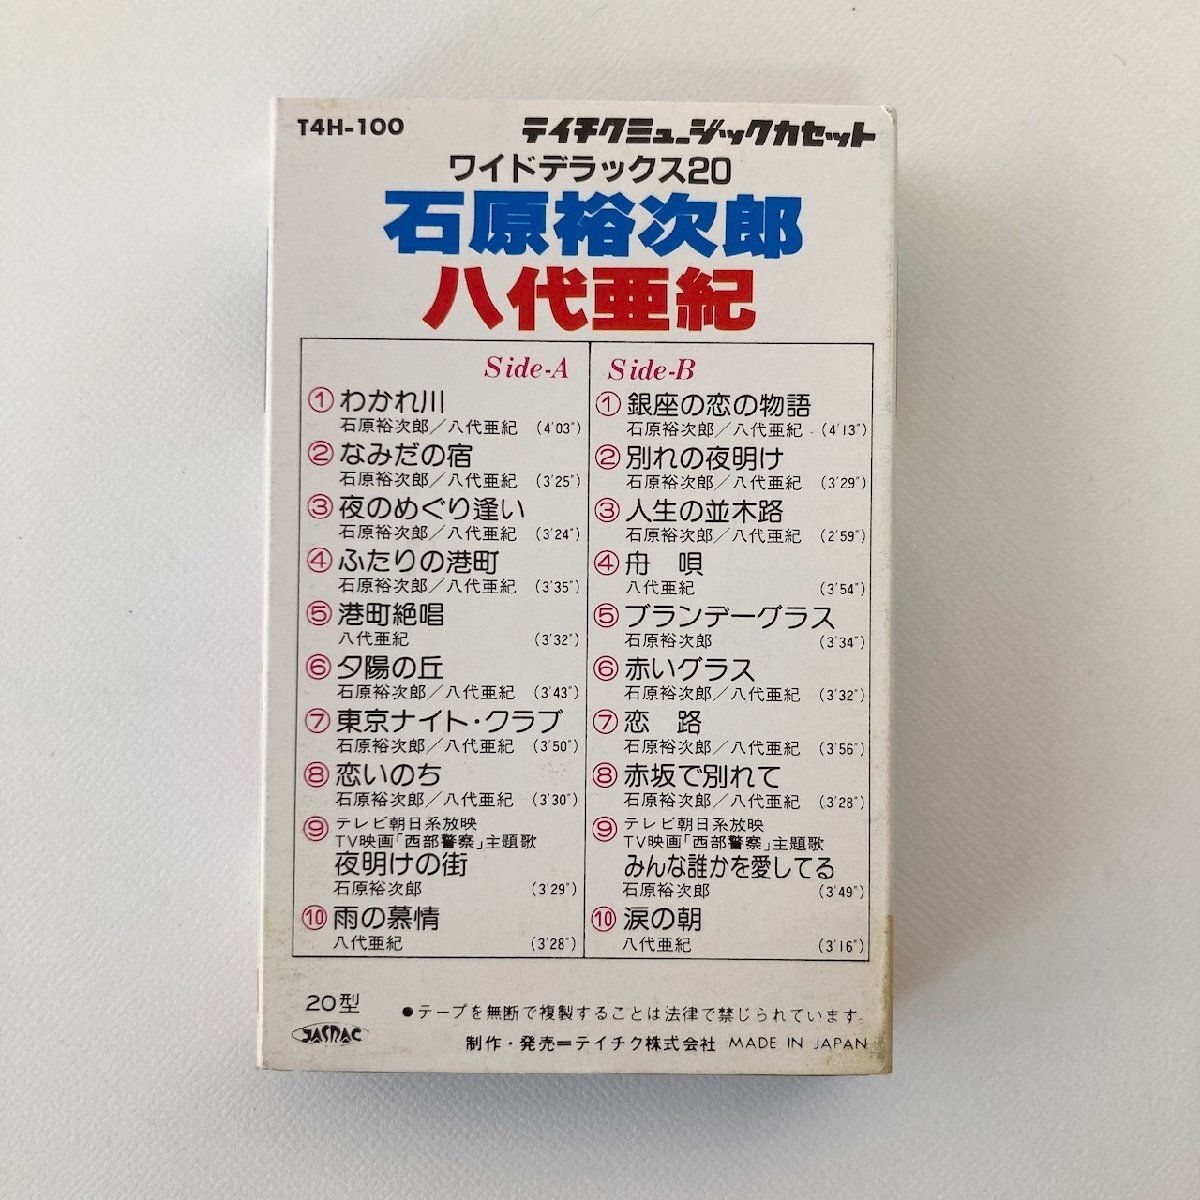 T4H-100
テイチクミュージックカセット
ワイドデラックス20
石原裕次郎
八代亜紀
Side-A
①わかれ川
石原裕次郎／八代亜紀 (4'03")
②なみだの宿
石原裕次郎／八代亜紀 (3'25")
③夜のめぐり逢い
石原裕次郎／八代亜紀 (3'24")
④ふたりの港町
石原裕次郎／八代亜紀 (3'35")
⑤港町絶唱
八代亜紀 (3'32")
⑥夕陽の丘
石原裕次郎／八代亜紀 (3'43")
⑦東京ナイト・クラブ
石原裕次郎／八代亜紀 (3'50")
⑧恋いのち
石原裕次郎／八代亜紀 (3'30")
⑨テレビ朝日系放映
TV映画「西部警察」主題歌
夜明けの街
石原裕次郎 (3'29")
⑩雨の慕情
八代亜紀 (3'28")
Side-B
①銀座の恋の物語
石原裕次郎／八代亜紀 (4'13")
②別れの夜明け
石原裕次郎／八代亜紀 (3'29")
③人生の並木路
石原裕次郎／八代亜紀 (2'59")
④舟　唄
八代亜紀 (3'54")
⑤ブランデーグラス
石原裕次郎 (3'34")
⑥赤いグラス
石原裕次郎／八代亜紀 (3'32")
⑦恋　路
石原裕次郎／八代亜紀 (3'56")
⑧赤坂で別れて
石原裕次郎／八代亜紀 (3'28")
⑨テレビ朝日系放映
TV映画「西部警察」主題歌
みんな誰かを愛してる
石原裕次郎 (3'49")
⑩涙の朝
八代亜紀 (3'16")
20型
JASRAC
●テープを無断で複製することは法律で禁じられています。
制作・発売＝テイチク株式会社 MADE IN JAPAN